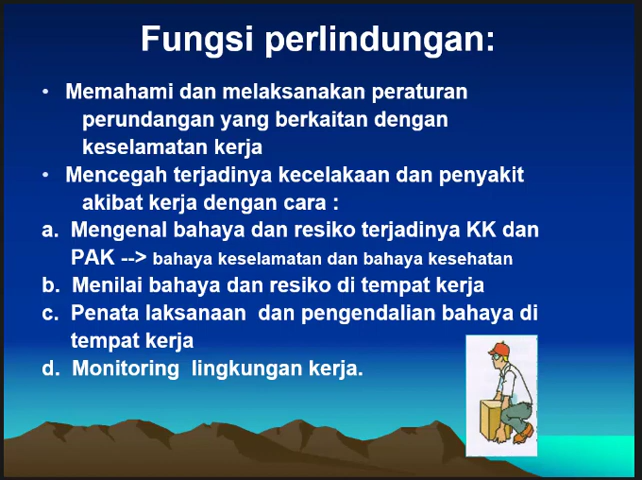 Fungsi perlindungan:
• Memahami dan melaksanakan peraturan
perundangan yang berkaitan dengan
keselamatan kerja
• Mencegah terjadinya kecelakaan dan penyakit
akibat kerja dengan cara :
a. Mengenal bahaya dan resiko terjadinya KK dan
PAK --> bahaya keselamatan dan bahaya kesehatan
b. Menilai bahaya dan resiko di tempat kerja
c. Penata laksanaan dan pengendalian bahaya di
tempat kerja
d. Monitoring lingkungan kerja.